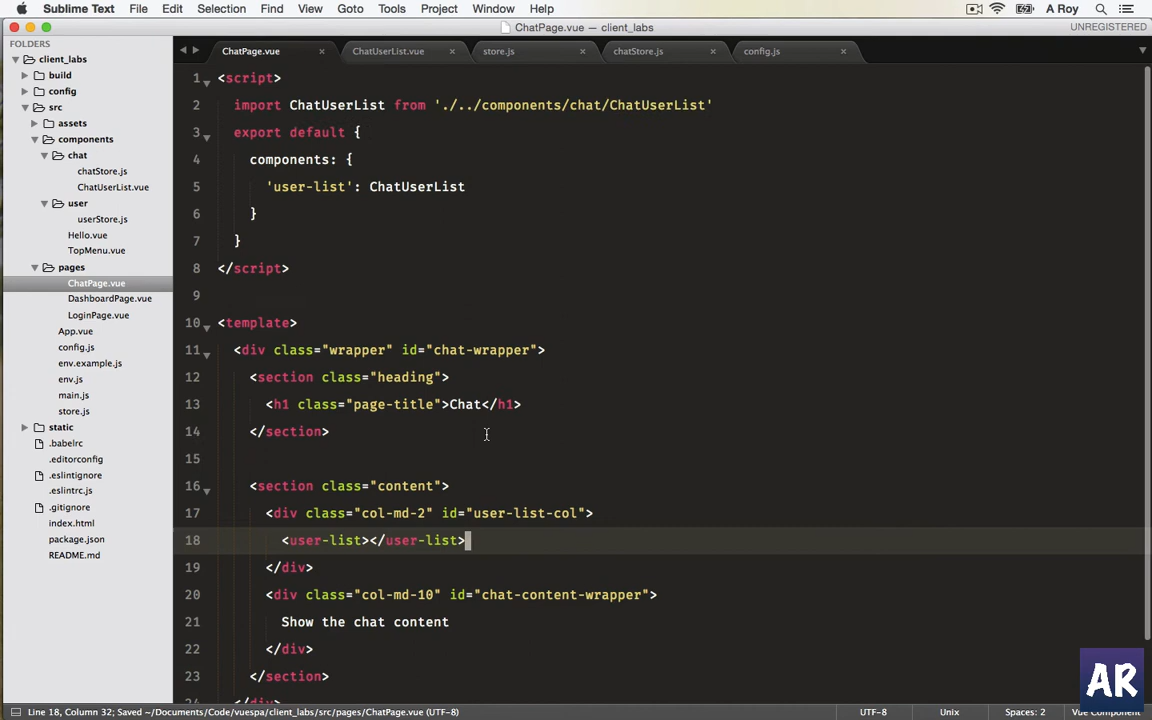 Sublime Text File Edit Selection Find View Goto Tools Project Window Help A Roy
ChatPage.vue — client_labs UNREGISTERED
FOLDERS
client_labs
build
config
src
assets
components
chat
chatStore.js
ChatUserList.vue
user
userStore.js
Hello.vue
TopMenu.vue
pages
ChatPage.vue
DashboardPage.vue
LoginPage.vue
App.vue
config.js
env.example.js
env.js
main.js
store.js
static
.babelrc
.editorconfig
.eslintignore
.eslintrc.js
.gitignore
index.html
package.json
README.md
ChatPage.vue × ChatUserList.vue × store.js × chatStore.js × config.js ×
1 <script>
2 import ChatUserList from './../components/chat/ChatUserList'
3 export default {
4 components: {
5 'user-list': ChatUserList
6 }
7 }
8 </script>
9
10 <template>
11 <div class="wrapper" id="chat-wrapper">
12 <section class="heading">
13 <h1 class="page-title">Chat</h1>
14 </section>
15
16 <section class="content">
17 <div class="col-md-2" id="user-list-col">
18 <user-list></user-list>
19 </div>
20 <div class="col-md-10" id="chat-content-wrapper">
21 Show the chat content
22 </div>
23 </section>
24 </div>
AR
Line 18, Column 32; Saved ~/Documents/Code/vuespa/client_labs/src/pages/ChatPage.vue (UTF-8) UTF-8 Unix Spaces: 2 Vue Component